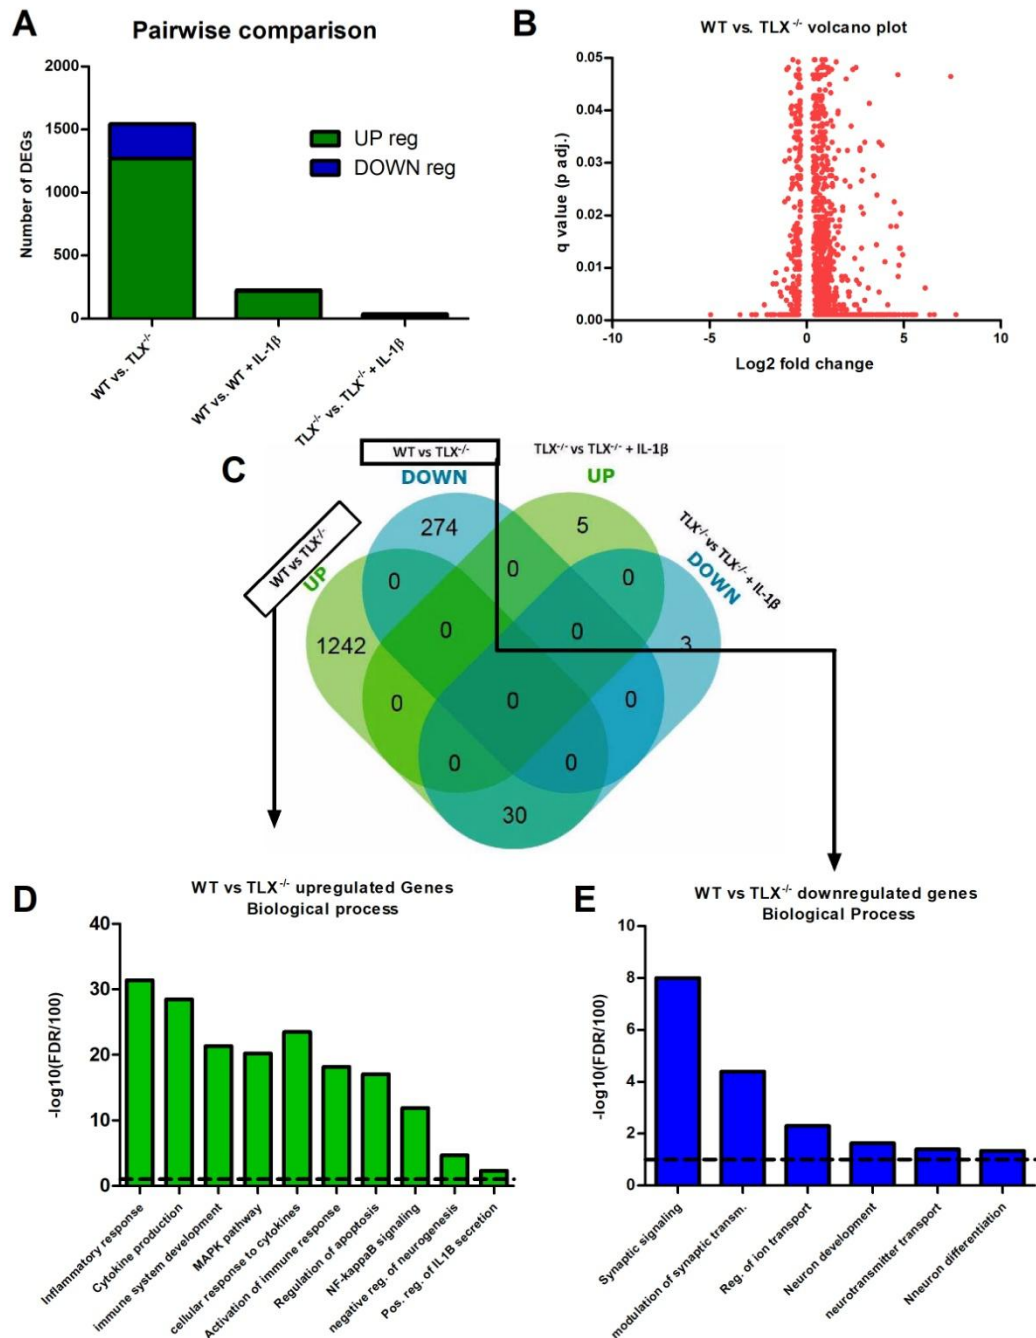 A
Pairwise comparison
Number of DEGs
2000
1500
1000
500
0
UP reg
DOWN reg
WT vs. TLX-/-
WT vs. WT + IL-1β
TLX-/- vs. TLX-/- + IL-1β
B
WT vs. TLX-/- volcano plot
q value (p adj.)
0.05
0.04
0.03
0.02
0.01
0.00
-10
-5
0
5
10
Log2 fold change
C
WT vs TLX-/-
DOWN
TLX-/- vs TLX-/- + IL-1β
UP
WT vs TLX-/-
UP
TLX-/- vs TLX-/- + IL-1β
DOWN
274
5
0
0
0
1242
0
0
3
0
0
0
0
0
30
D
WT vs TLX-/- upregulated Genes
Biological process
-log10(FDR/100)
40
30
20
10
0
Inflammatory response
Cytokine production
immune system development
MAPK pathway
cellular response to cytokines
Activation of immune response
Regulation of apoptosis
NF-kappaB signaling
negative reg. of neurogenesis
Pos. reg. of IL1B secretion
E
WT vs TLX-/- downregulated genes
Biological Process
-log10(FDR/100)
10
8
6
4
2
0
Synaptic signaling
modulation of synaptic transm.
Reg. of ion transport
Neuron development
neurotransmitter transport
Nneuron differentiation